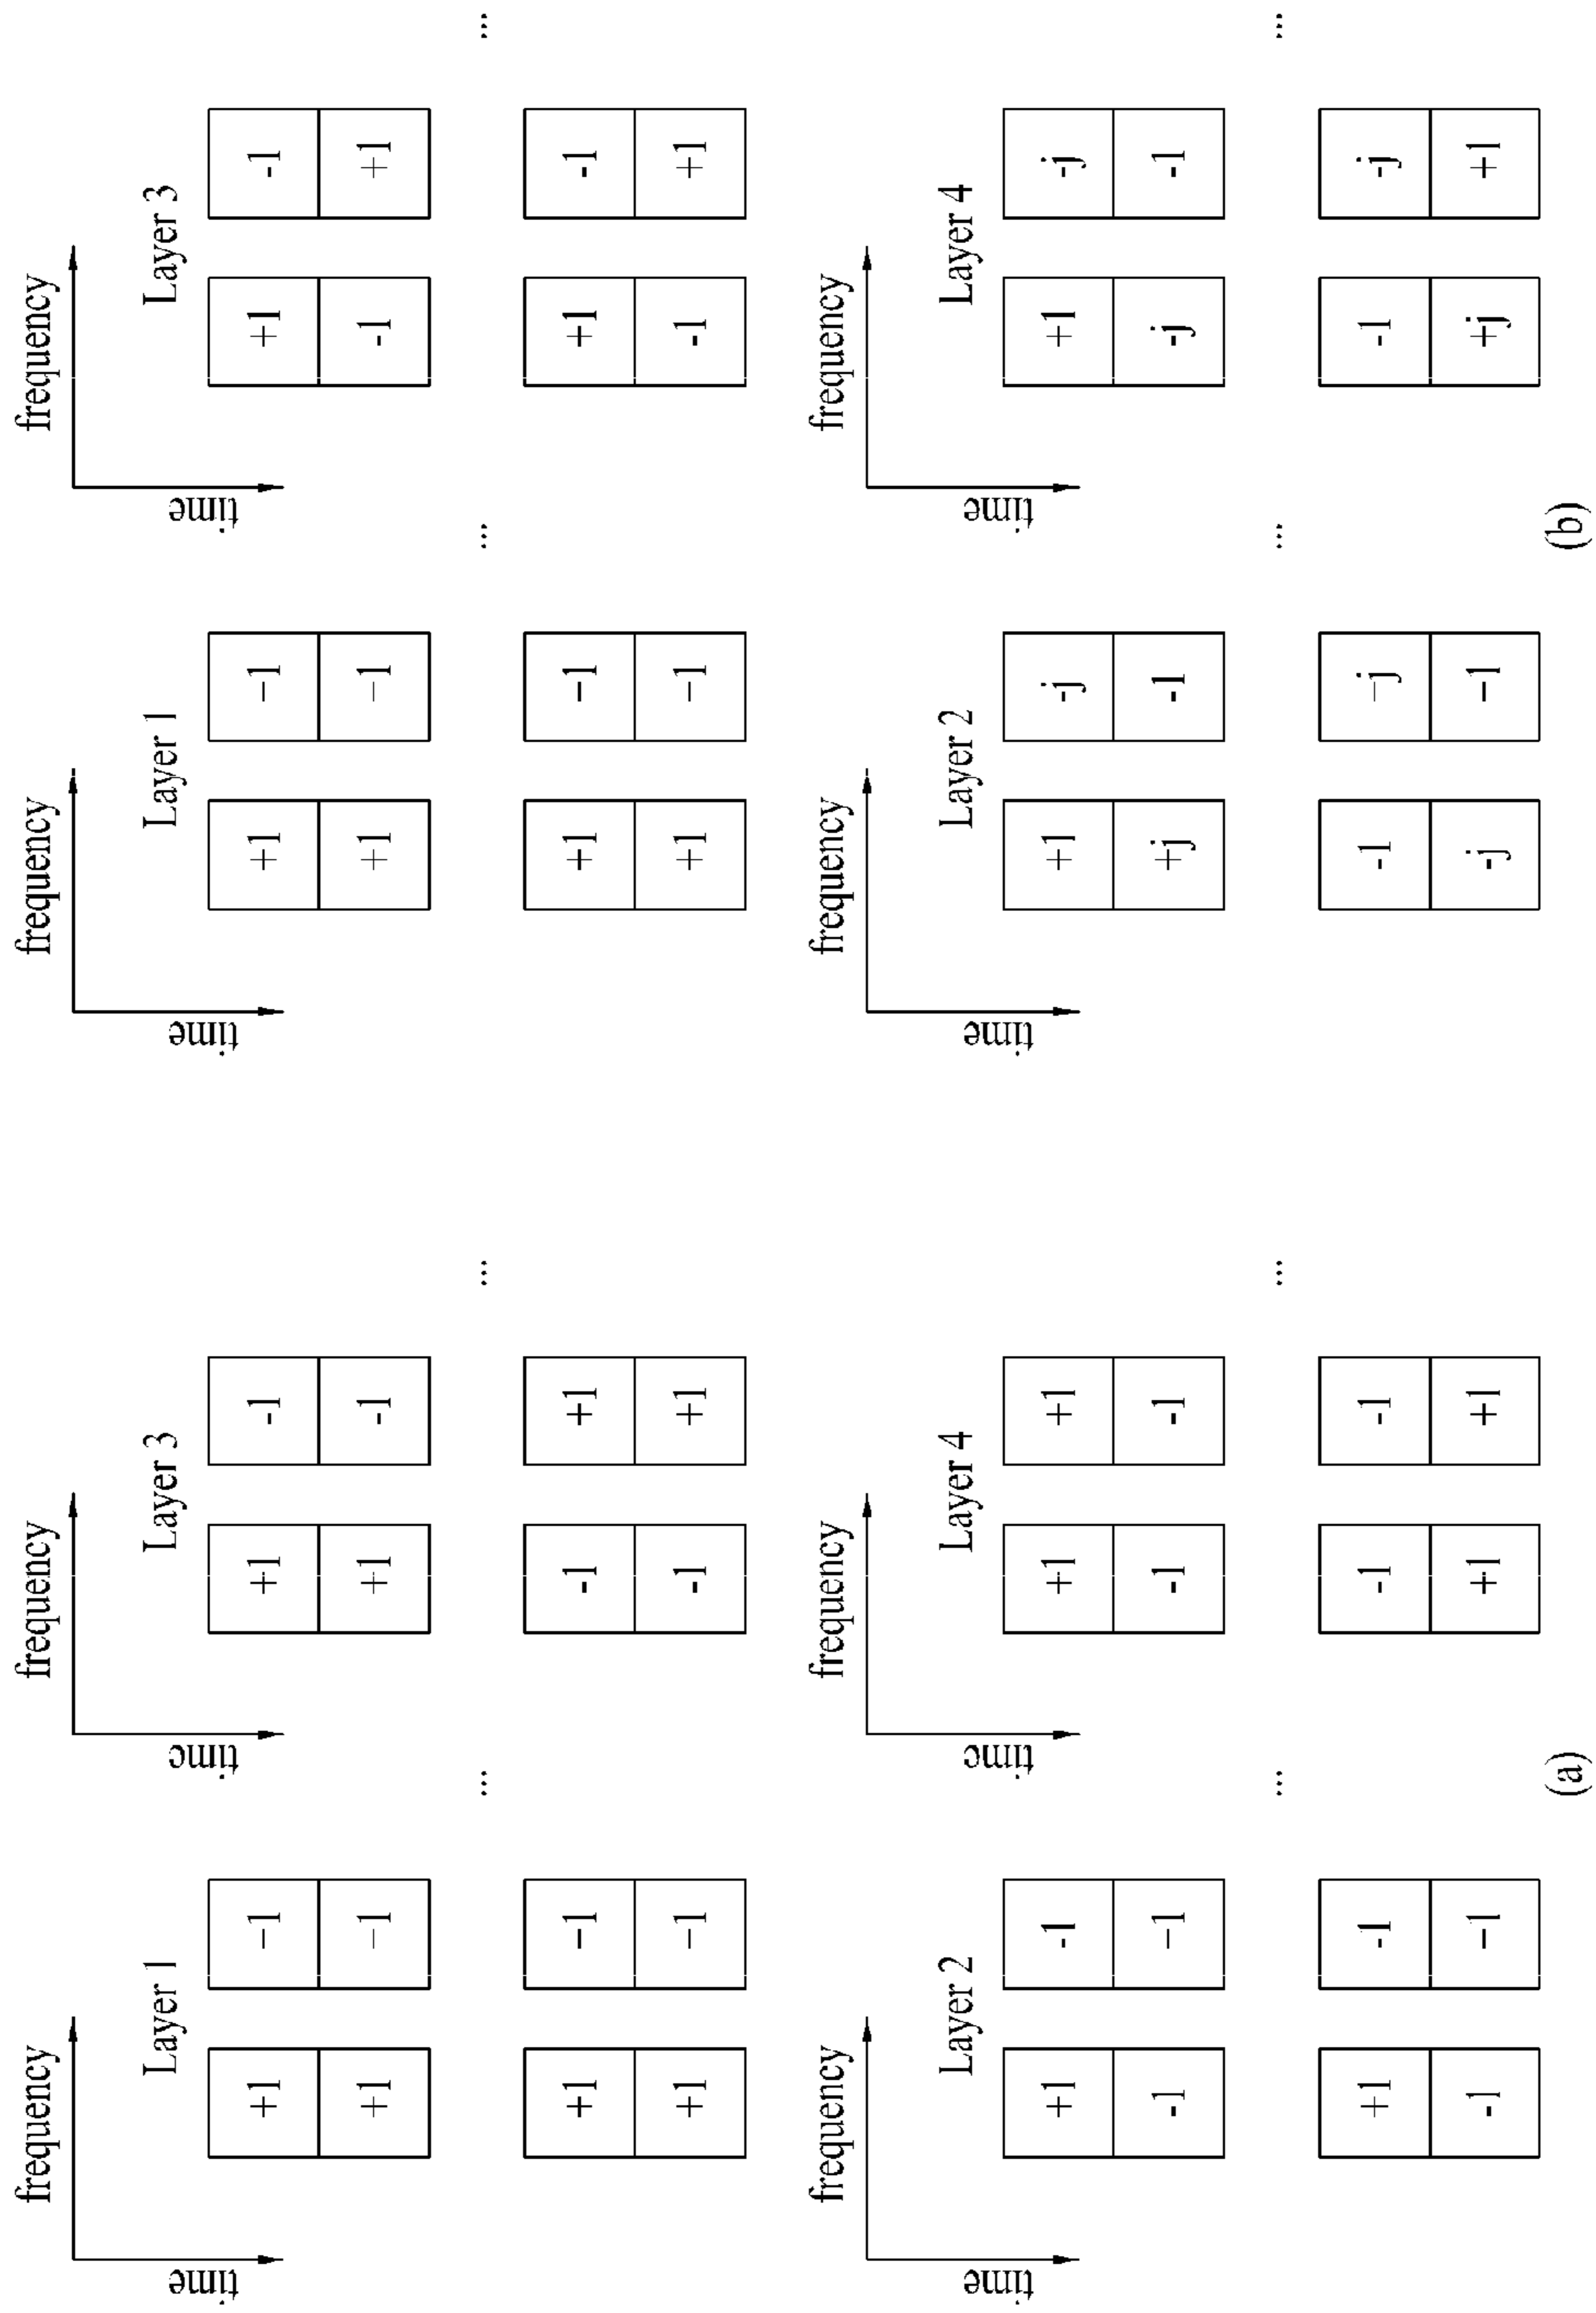 frequency
time
Layer 1
+1 -1
+1 -1
...
+1 -1
+1 -1
frequency
time
Layer 3
+1 -1
+1 -1
...
-1 +1
-1 +1
frequency
time
Layer 2
+1 -1
-1 -1
...
+1 -1
-1 -1
frequency
time
Layer 4
+1 +1
-1 -1
...
-1 -1
+1 +1
(a)
frequency
time
Layer 1
+1 -1
+1 -1
...
+1 -1
+1 -1
frequency
time
Layer 3
+1 -1
-1 +1
...
+1 -1
-1 +1
frequency
time
Layer 2
+1 -j
+j -1
...
-1 -j
-j -1
frequency
time
Layer 4
+1 -j
-j -1
...
-1 -j
+j +1
(b)